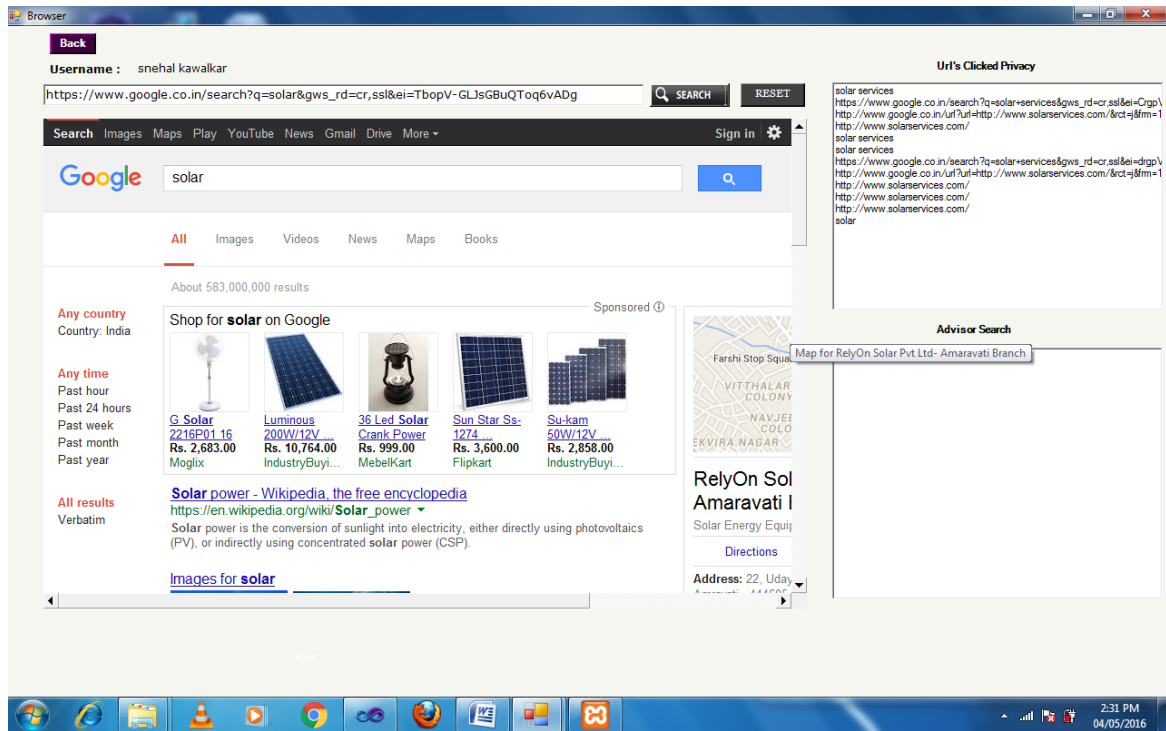 Browser
Back
Username : snehal kawalkar
https://www.google.co.in/search?q=solar&gws_rd=cr,ssl&ei=TbopV-GLJsGBuQToq6vADg
SEARCH
RESET
Search Images Maps Play YouTube News Gmail Drive More
Sign in
Google
solar
All Images Videos News Maps Books
About 583,000,000 results
Any country
Country: India
Any time
Past hour
Past 24 hours
Past week
Past month
Past year
All results
Verbatim
Shop for solar on Google
Sponsored
G Solar
2216P01 16
Rs. 2,683.00
Moglix
Luminous
200W/12V ...
Rs. 10,764.00
IndustryBuyi...
36 Led Solar
Crank Power
Rs. 999.00
MebelKart
Sun Star Ss-
1274 ...
Rs. 3,600.00
Flipkart
Su-kam
50W/12V ...
Rs. 2,858.00
IndustryBuyi...
Solar power - Wikipedia, the free encyclopedia
https://en.wikipedia.org/wiki/Solar_power
Solar power is the conversion of sunlight into electricity, either directly using photovoltaics
(PV), or indirectly using concentrated solar power (CSP).
Images for solar
Farshi Stop Squa
VITTHALAR
COLONY
NAVJEE
COLO
EKVIRA NAGAR
RelyOn Sol
Amaravati
Solar Energy Equip
Directions
Address: 22, Uday
Url's Clicked Privacy
solar services
https://www.google.co.in/search?q=solar+services&gws_rd=cr,ssl&ei=CrgpV
http://www.google.co.in/url?url=http://www.solarservices.com/&rct=j&frm=1
http://www.solarservices.com/
solar services
solar services
https://www.google.co.in/search?q=solar+services&gws_rd=cr,ssl&ei=drgpV
http://www.google.co.in/url?url=http://www.solarservices.com/&rct=j&frm=1
http://www.solarservices.com/
http://www.solarservices.com/
http://www.solarservices.com/
solar
Advisor Search
Map for RelyOn Solar Pvt Ltd- Amaravati Branch
2:31 PM
04/05/2016